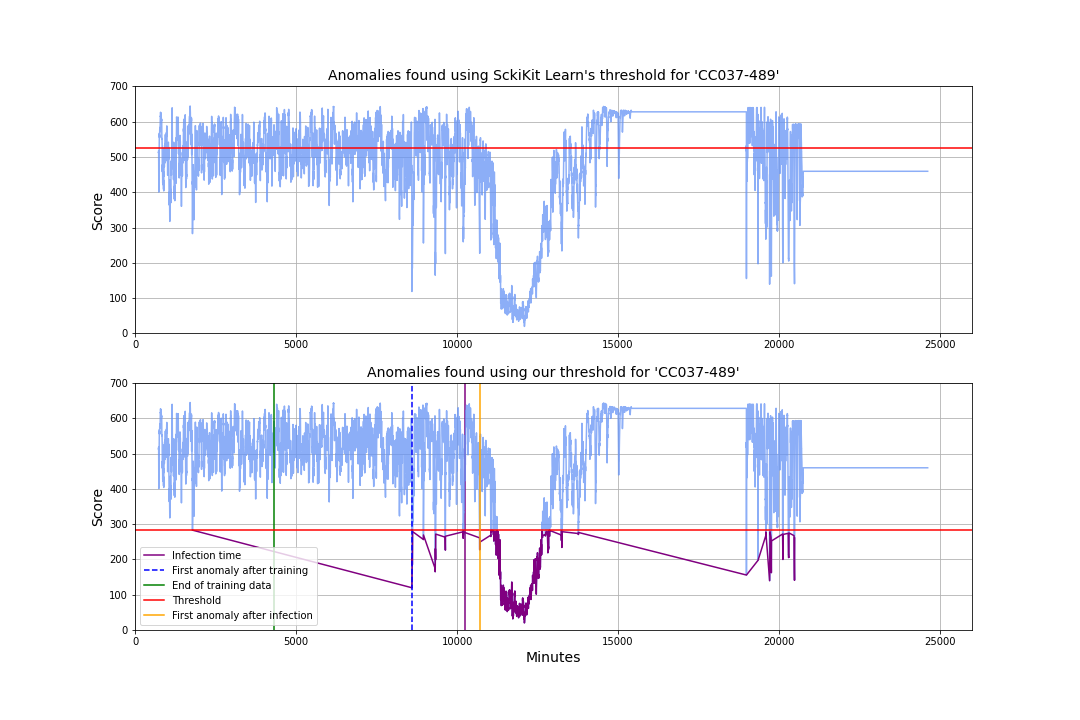 Anomalies found using SckiKit Learn's threshold for 'CC037-489'
700
600
500
400
300
200
100
0
Score
0 5000 10000 15000 20000 25000
Anomalies found using our threshold for 'CC037-489'
700
600
500
400
300
200
100
0
Score
Infection time
First anomaly after training
End of training data
Threshold
First anomaly after infection
0 5000 10000 15000 20000 25000
Minutes